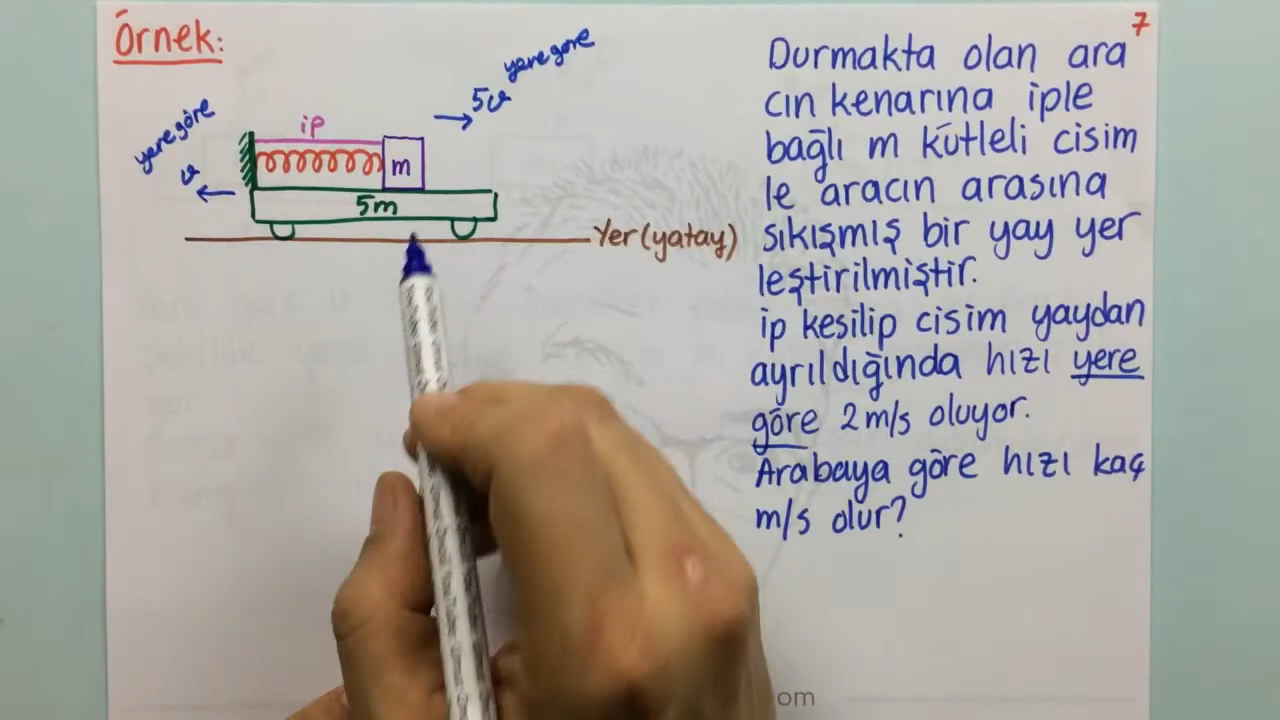 Örnek:
7
yere göre
5v
yere göre
v
ip
m
5m
Yer (yatay)
Durmakta olan ara
cın kenarına iple
bağlı m kütleli cisim
le aracın arasına
sıkışmış bir yay yer
leştirilmiştir.
ip kesilip cisim yaydan
ayrıldığında hızı yere
göre 2 m/s oluyor.
Arabaya göre hızı kaç
m/s olur?
om